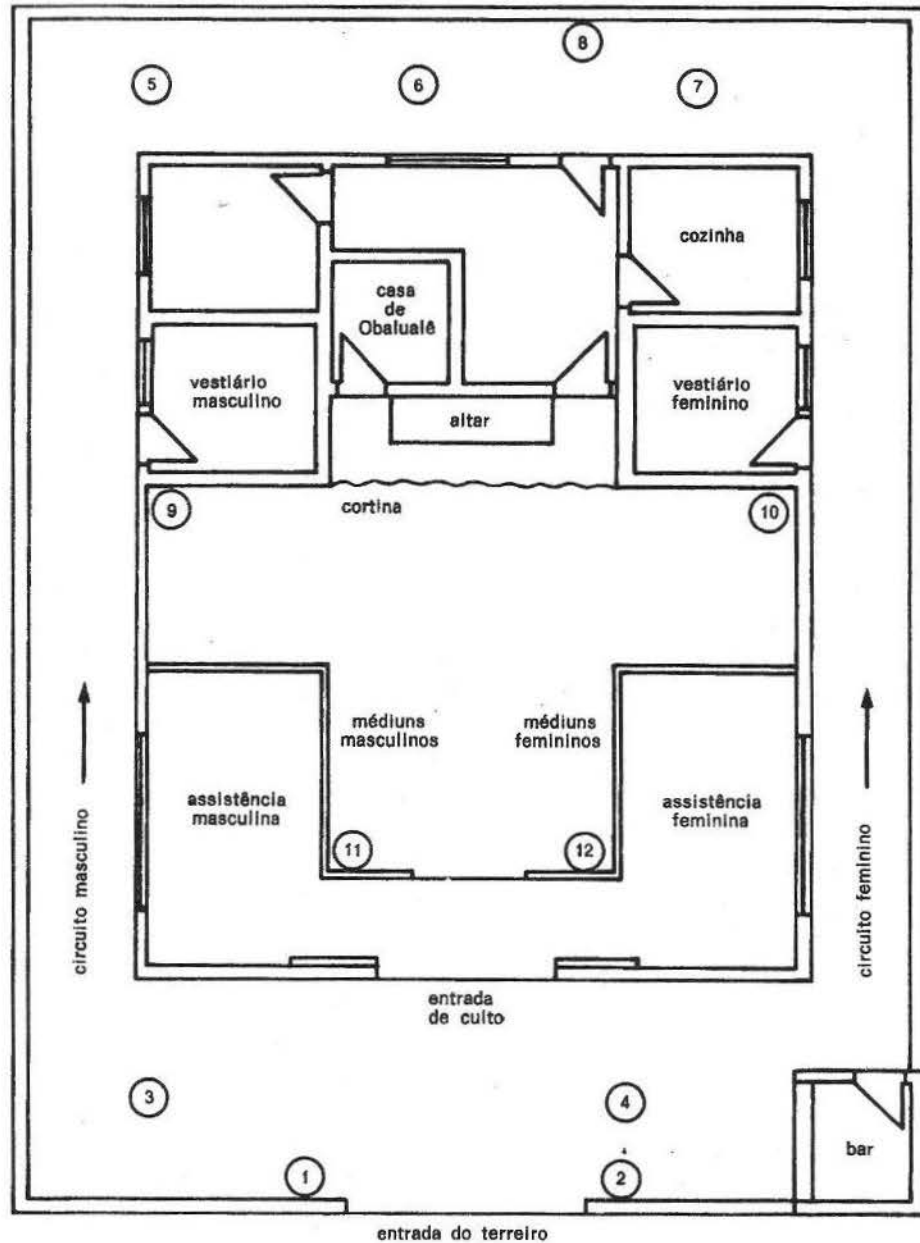 8
5
6
7
cozinha
casa
de
Obalualê
vestiário
masculino
vestiário
feminino
altar
cortina
9
10
médiuns
masculinos
médiuns
femininos
assistência
masculina
assistência
feminina
11
12
circuito masculino
circuito feminino
entrada
de culto
3
4
1
2
bar
entrada do terreiro